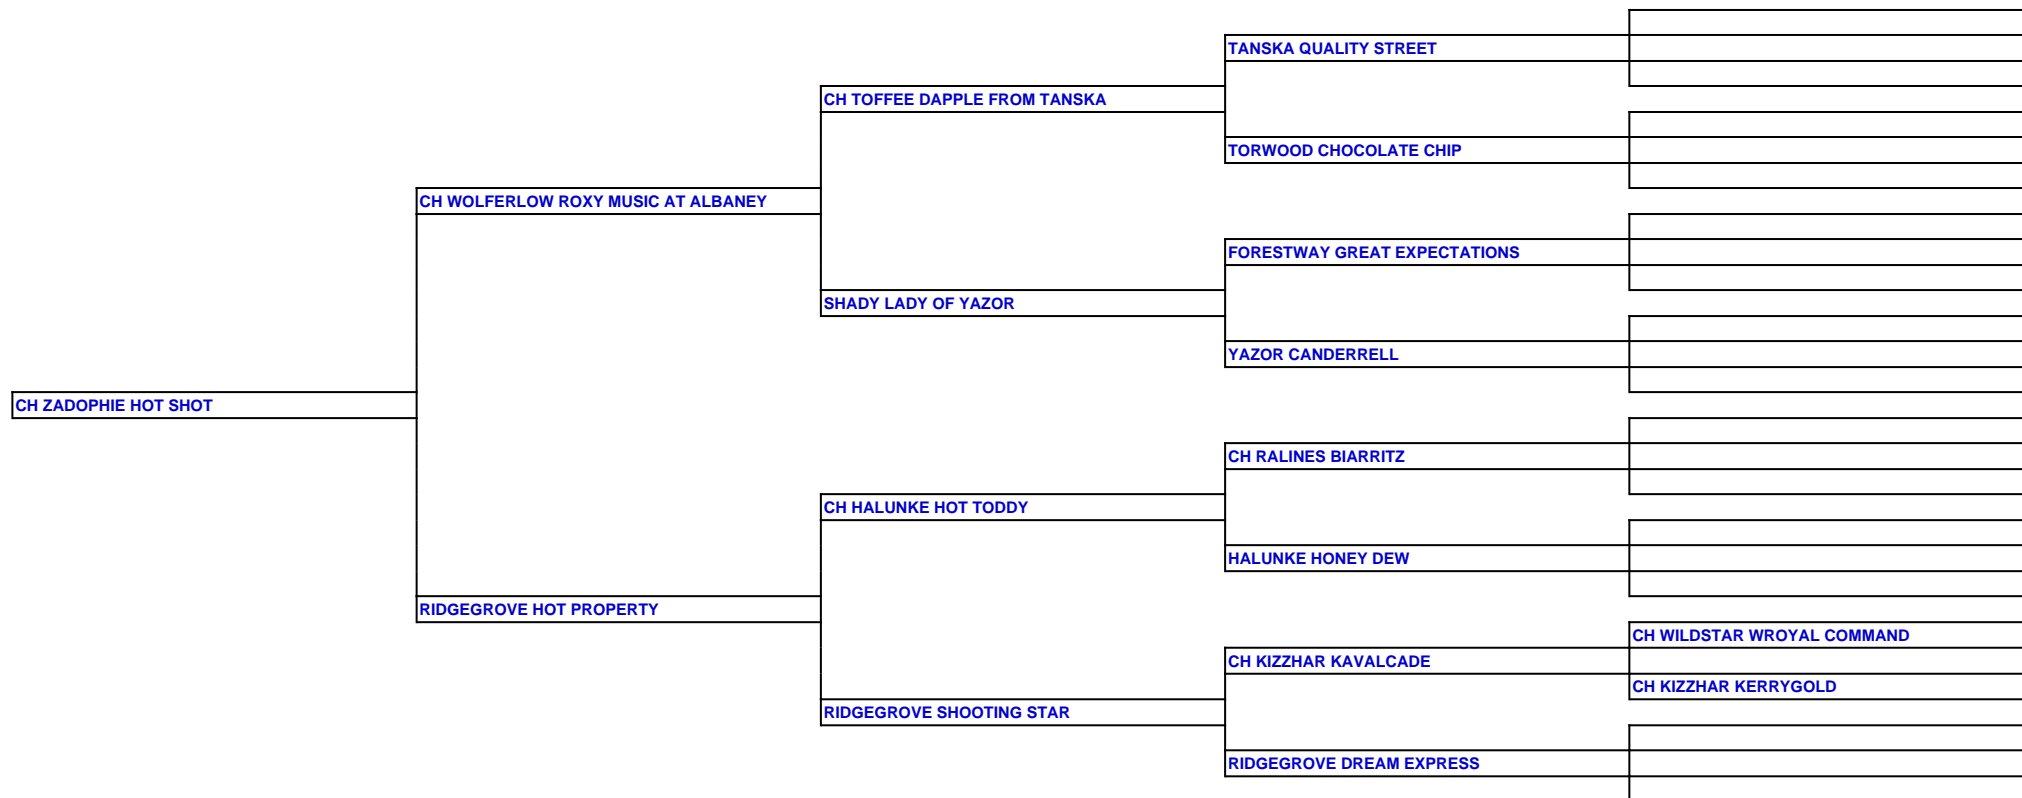 TANSKA QUALITY STREET
CH TOFFEE DAPPLE FROM TANSKA
TORWOOD CHOCOLATE CHIP
CH WOLFERLOW ROXY MUSIC AT ALBANEY
FORESTWAY GREAT EXPECTATIONS
SHADY LADY OF YAZOR
YAZOR CANDERRELL
CH ZADOPHIE HOT SHOT
CH RALINES BIARRITZ
CH HALUNKE HOT TODDY
HALUNKE HONEY DEW
RIDGEGROVE HOT PROPERTY
CH WILDSTAR WROYAL COMMAND
CH KIZZHAR KAVALCADE
CH KIZZHAR KERRYGOLD
RIDGEGROVE SHOOTING STAR
RIDGEGROVE DREAM EXPRESS